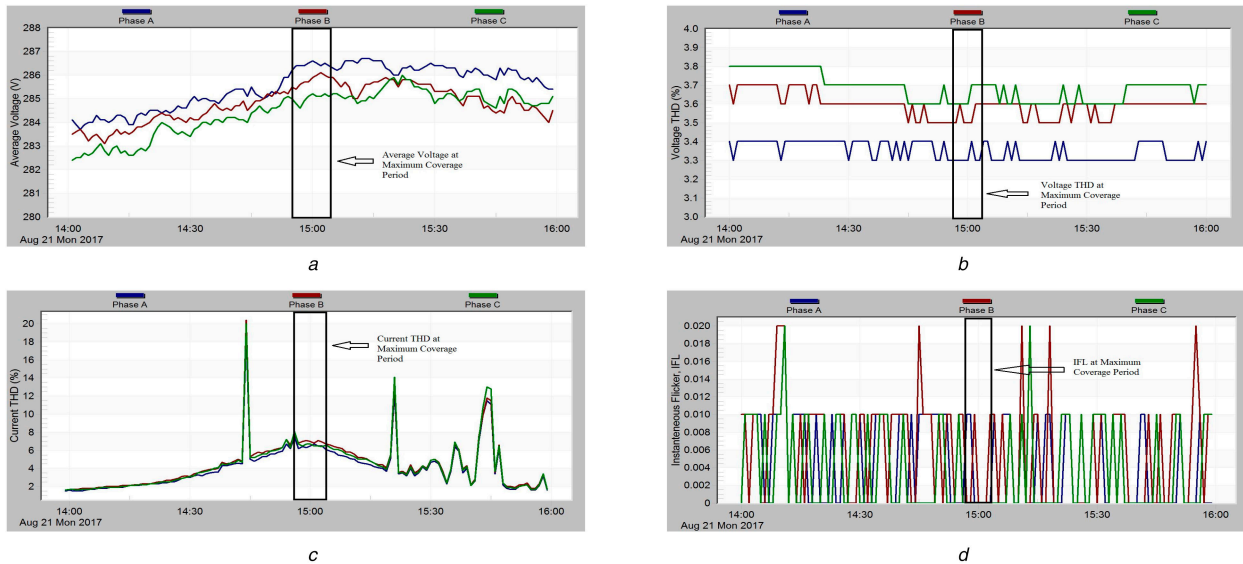 Phase A Phase B Phase C
288
287
286
285
284
283
282
281
280
Average Voltage (V)
Average Voltage at
Maximum Coverage
Period
14:00 14:30 15:00 15:30 16:00
Aug 21 Mon 2017
a
Phase A Phase B Phase C
4.0
3.9
3.8
3.7
3.6
3.5
3.4
3.3
3.2
3.1
3.0
Voltage THD (%)
Voltage THD at
Maximum Coverage
Period
14:00 14:30 15:00 15:30 16:00
Aug 21 Mon 2017
b
Phase A Phase B Phase C
20
18
16
14
12
10
8
6
4
2
Current THD (%)
Current THD at
Maximum Coverage
Period
14:00 14:30 15:00 15:30 16:00
Aug 21 Mon 2017
c
Phase A Phase B Phase C
0.020
0.018
0.016
0.014
0.012
0.010
0.008
0.006
0.004
0.002
0
Instantaneous Flicker, IFL
IFL at Maximum
Coverage Period
14:00 14:30 15:00 15:30 16:00
Aug 21 Mon 2017
d